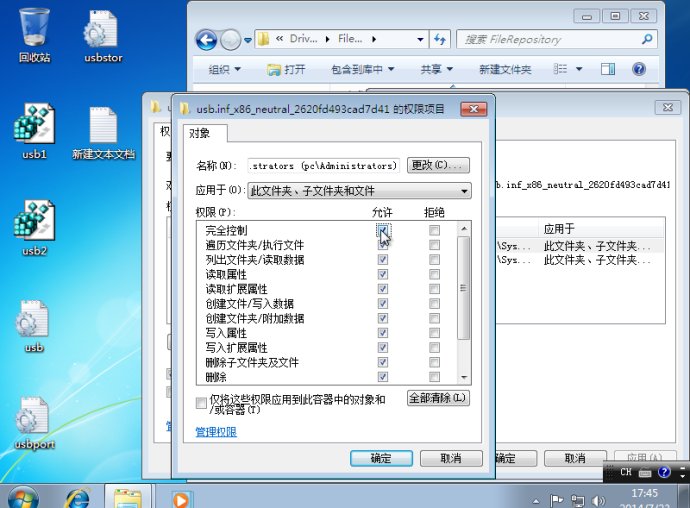 回收站
usbstor
usb1
新建文本文档
usb2
usb
usbport
« Driv... ▸ File... ▸
搜索 FileRepository
组织
打开
包含到库中
共享
新建文件夹
usb.inf_x86_neutral_2620fd493cad7d41 的权限项目
对象
名称(N):
.strators (pc\Administrators)
更改(C)...
应用于(O):
此文件夹、子文件夹和文件
权限(P):
允许
拒绝
完全控制
遍历文件夹/执行文件
列出文件夹/读取数据
读取属性
读取扩展属性
创建文件/写入数据
创建文件夹/附加数据
写入属性
写入扩展属性
删除子文件夹及文件
删除
仅将这些权限应用到此容器中的对象和
/或容器(T)
全部清除(L)
管理权限
确定
取消
b.inf_x86_neutral_2620fd493cad7d41
应用于
\Sys...
此文件夹、子文件夹...
\Sys...
此文件夹、子文件夹...
确定
取消
应用(A)
CH
17:45